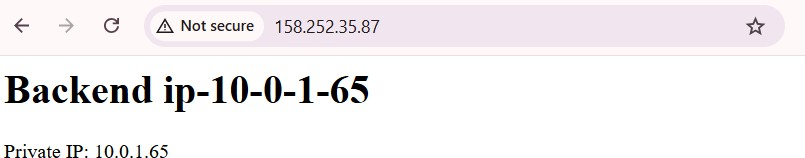 Not secure 158.252.35.87
Backend ip-10-0-1-65
Private IP: 10.0.1.65